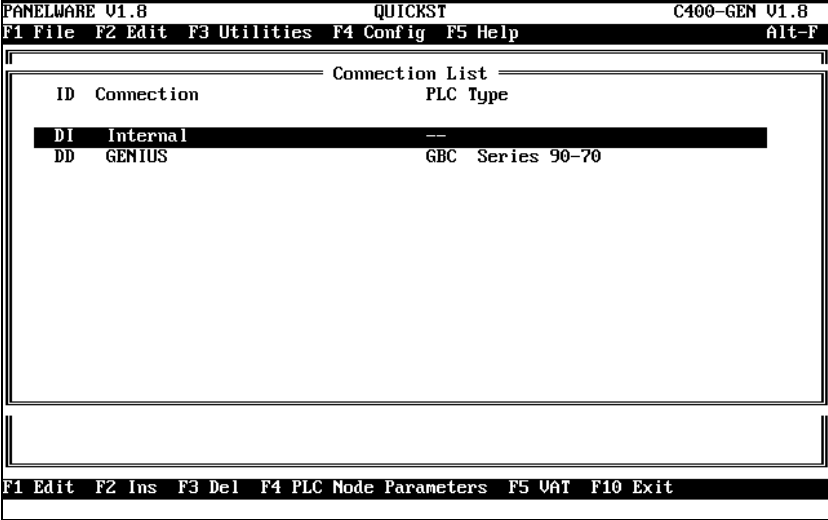 PANELWARE V1.8 QUICKST C400-GEN V1.8
F1 File F2 Edit F3 Utilities F4 Config F5 Help Alt-F
Connection List
ID Connection PLC Type
DI Internal --
DD GENIUS GBC Series 90-70
F1 Edit F2 Ins F3 Del F4 PLC Node Parameters F5 VAT F10 Exit